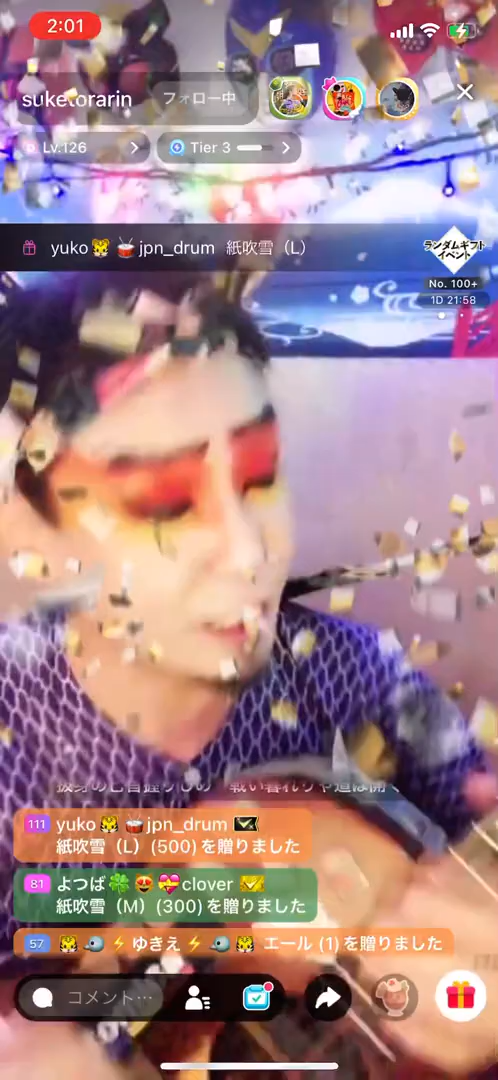 2:01
suketorarin
フォロー中
Lv.126
Tier 3
yuko🐯🥁jpn_drum 紙吹雪（L）
ランダムギフト
イベント
No. 100+
1D 21:58
111 yuko🐯🥁jpn_drum
紙吹雪（L）(500)を贈りました
81 よつば🍀😍💝clover
紙吹雪（M）(300)を贈りました
57 🐯🐟⚡ゆきえ⚡🐟🐯 エール (1)を贈りました
コメント…